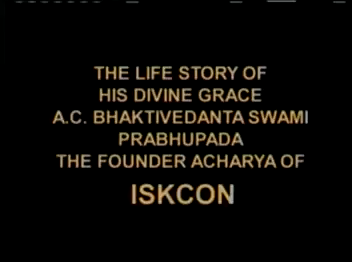 THE LIFE STORY OF
HIS DIVINE GRACE
A.C. BHAKTIVEDANTA SWAMI
PRABHUPADA
THE FOUNDER ACHARYA OF
ISKCON